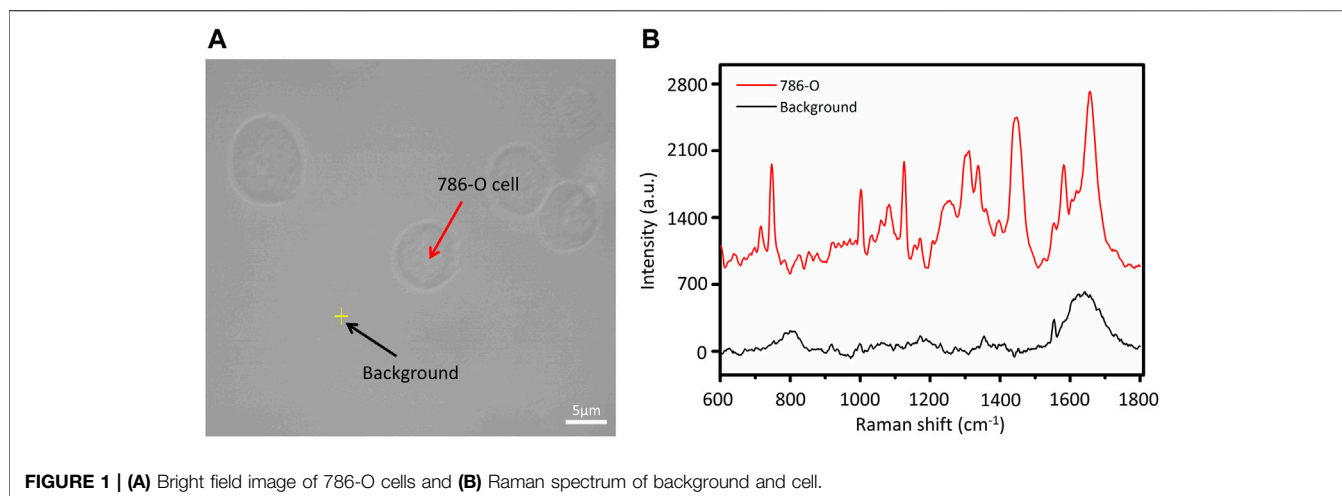 A
786-O cell
Background
5µm
B
786-O
Background
Intensity (a.u.)
2800
2100
1400
700
0
600 800 1000 1200 1400 1600 1800
Raman shift (cm⁻¹)
FIGURE 1 | (A) Bright field image of 786-O cells and (B) Raman spectrum of background and cell.